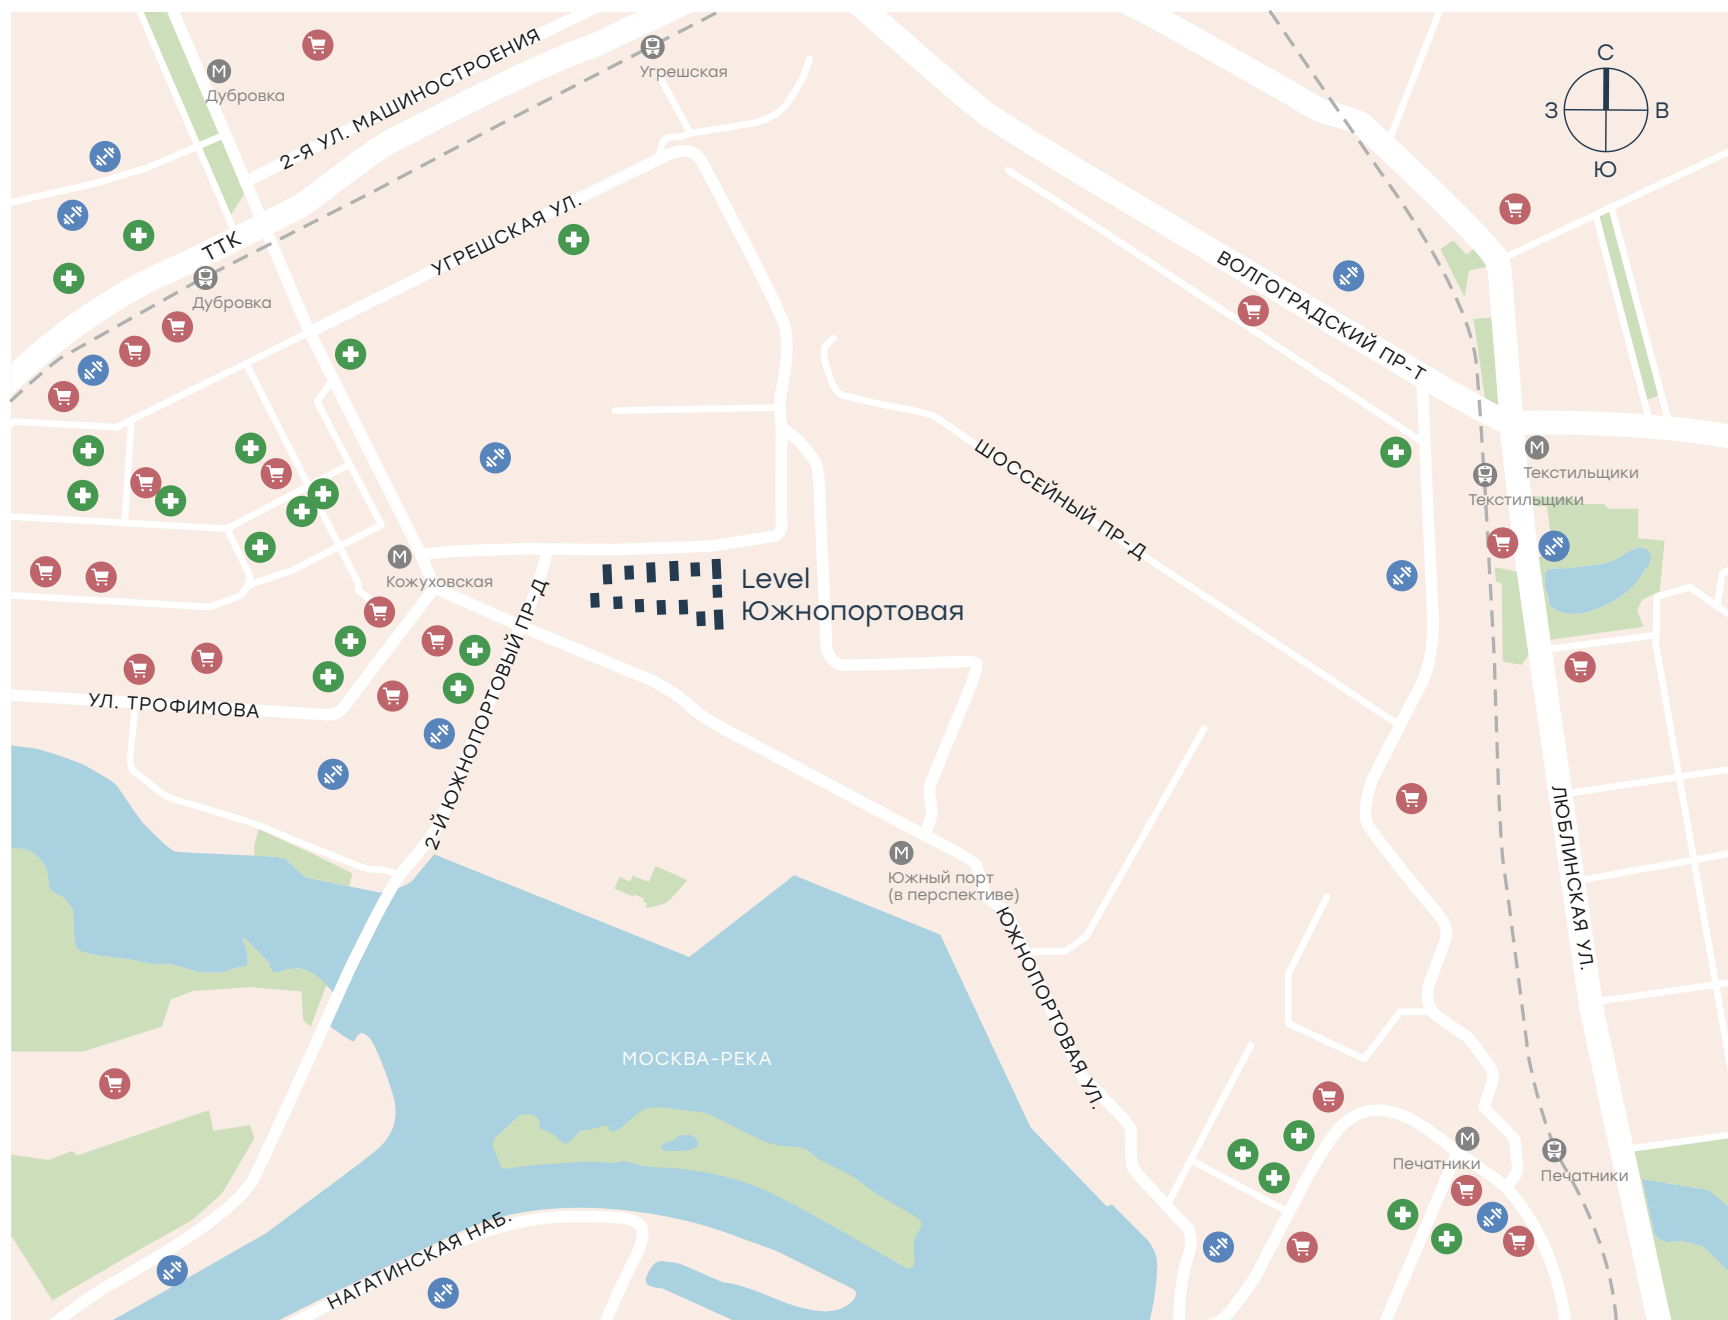 2-Я УЛ. МАШИНОСТРОЕНИЯ
Угрешская
М
Дубровка
С
З
В
Ю
ТТК
УГРЕШСКАЯ УЛ.
Дубровка
ВОЛГОГРАДСКИЙ ПР-Т
М
Текстильщики
Текстильщики
ШОССЕЙНЫЙ ПР-Д
М
Кожуховская
Level
Южнопортовая
2-Й ЮЖНОПОРТОВЫЙ ПР-Д
УЛ. ТРОФИМОВА
ЛЮБЛИНСКАЯ УЛ.
М
Южный порт
(в перспективе)
ЮЖНОПОРТОВАЯ УЛ.
МОСКВА-РЕКА
М
Печатники
Печатники
НАГАТИНСКАЯ НАБ.